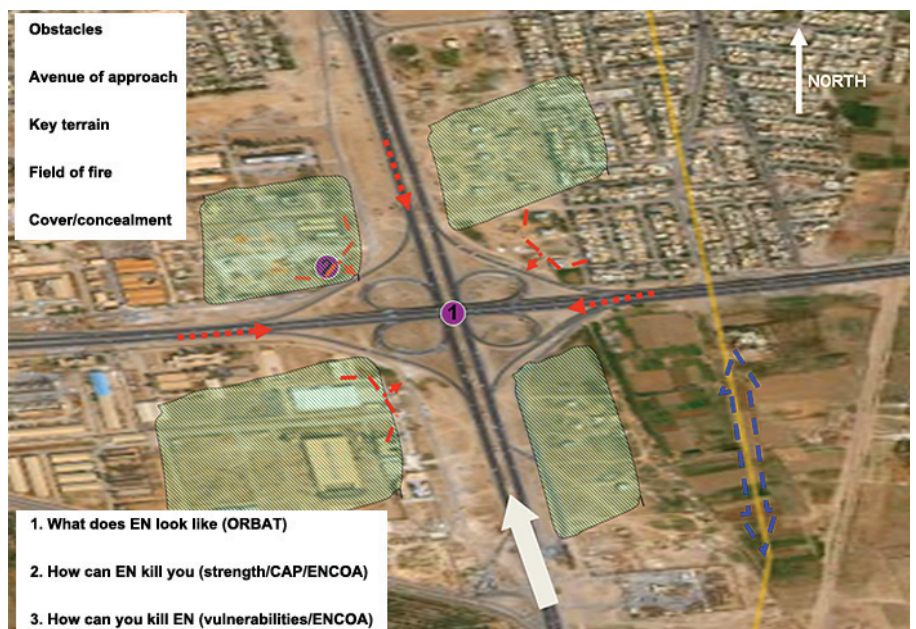 Obstacles
Avenue of approach
Key terrain
Field of fire
Cover/concealment
NORTH
2
1
1. What does EN look like (ORBAT)
2. How can EN kill you (strength/CAP/ENCOA)
3. How can you kill EN (vulnerabilities/ENCOA)